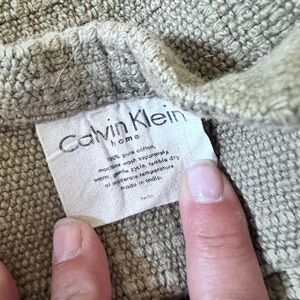 Calvin Klein
home
100% pure cotton.
machine wash separately.
warm, gentle cycle. tumble dry
at moderate temperature
made in India.